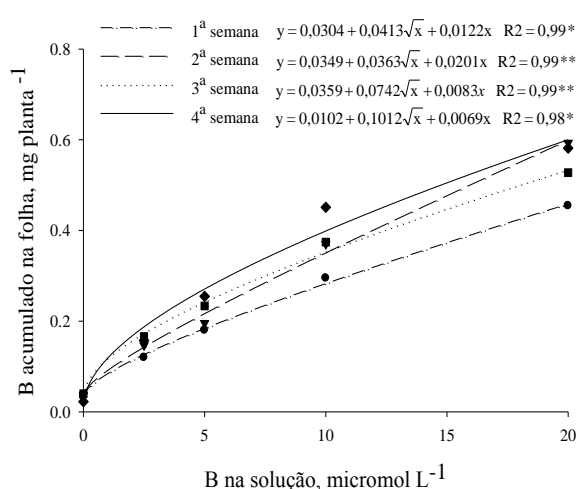 1ª semana y = 0,0304 + 0,0413√x + 0,0122x R2 = 0,99*
2ª semana y = 0,0349 + 0,0363√x + 0,0201x R2 = 0,99**
3ª semana y = 0,0359 + 0,0742√x + 0,0083x R2 = 0,99**
4ª semana y = 0,0102 + 0,1012√x + 0,0069x R2 = 0,98*
B acumulado na folha, mg planta -1
0.8
0.6
0.4
0.2
0.0
0 5 10 15 20
B na solução, micromol L-1